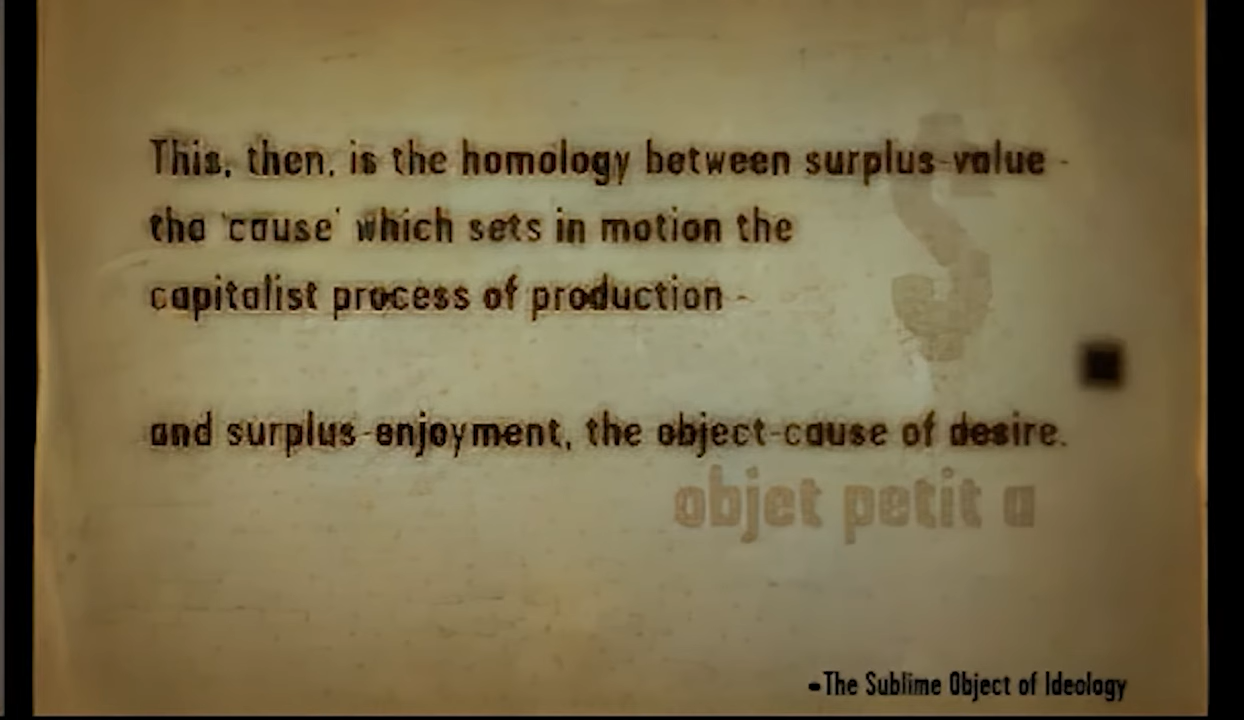 This, then, is the homology between surplus-value -
the 'cause' which sets in motion the
capitalist process of production -
and surplus-enjoyment, the object-cause of desire.
objet petit a
-The Sublime Object of Ideology